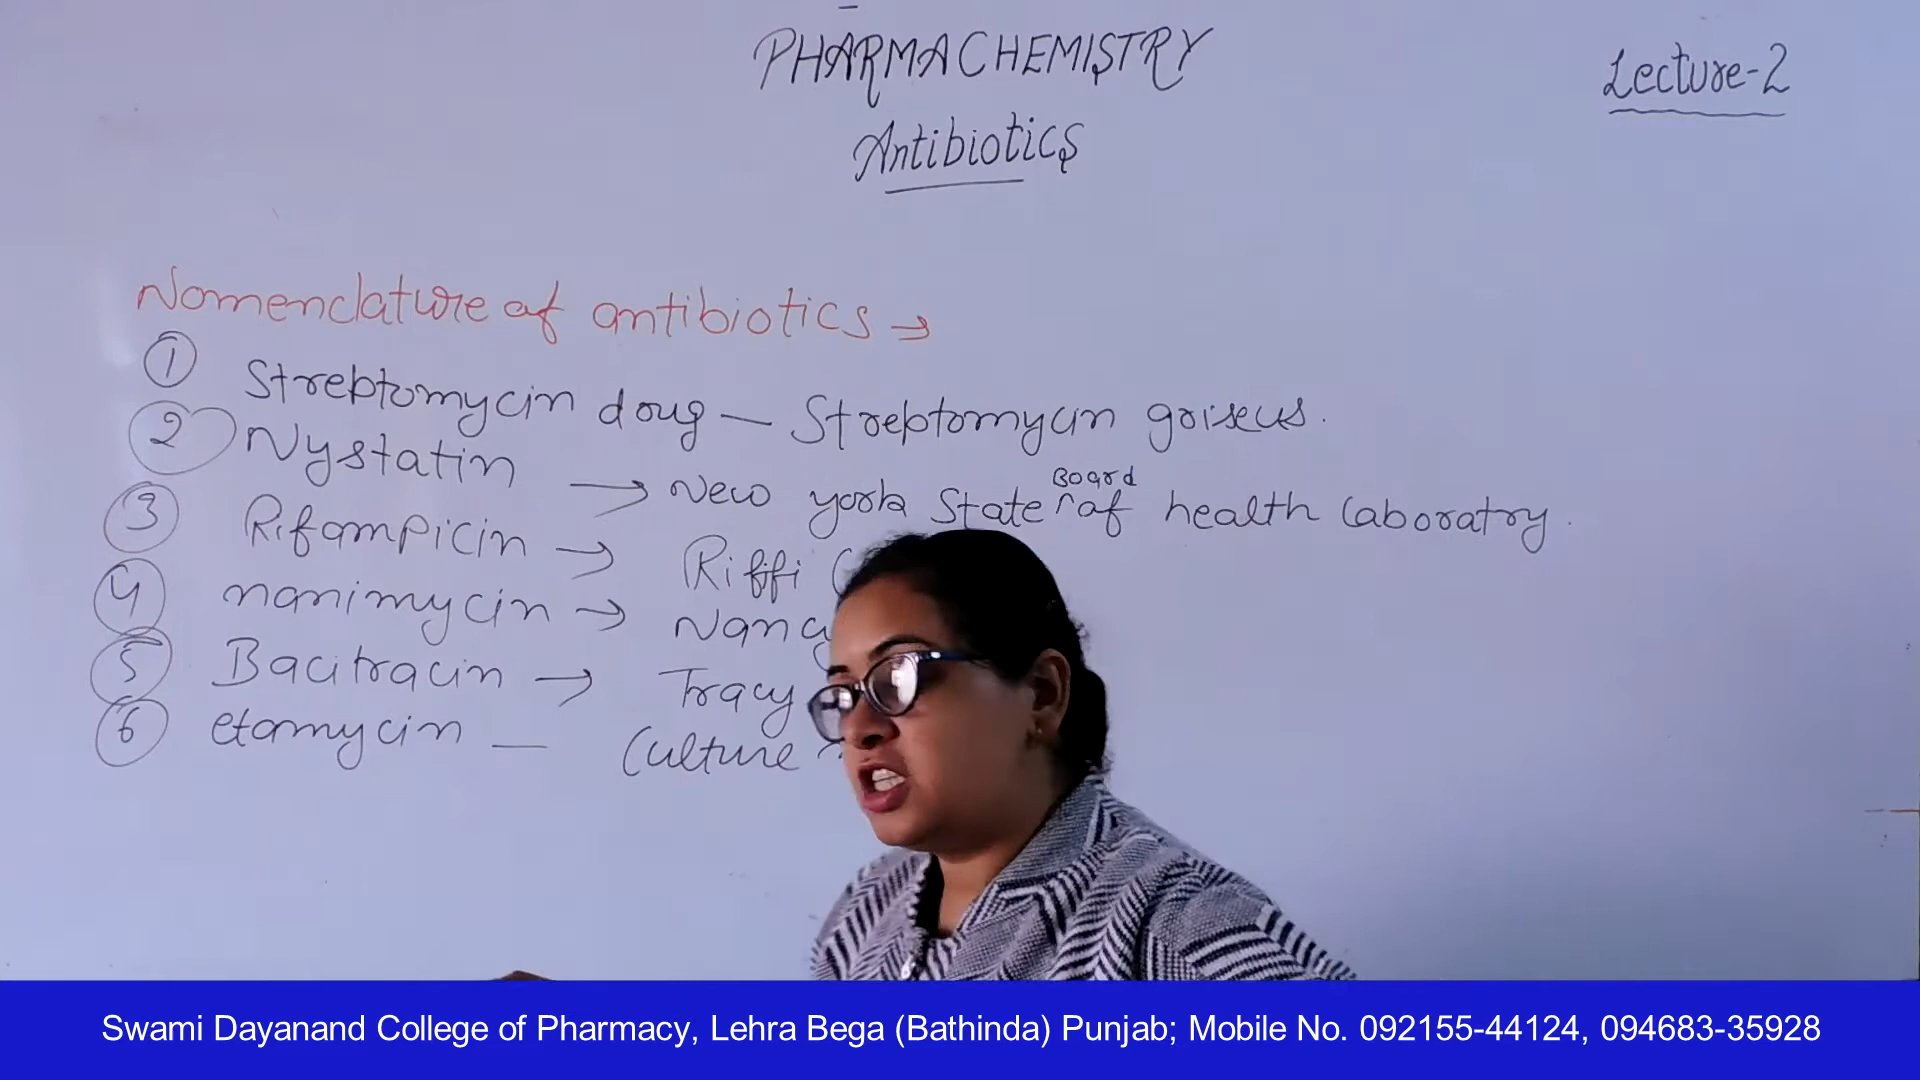 PHARMACHEMISTRY
Lecture-2
Antibiotics
Nomenclature of antibiotics →
① Streptomycin drug — Streptomycin griseus.
② Nystatin → New york State Board of health Laboratry.
③ Rifampicin → Riffi
④ nanimycin → Nancy
⑤ Bacitracin → Tracy
⑥ etamycin — Culture
Swami Dayanand College of Pharmacy, Lehra Bega (Bathinda) Punjab; Mobile No. 092155-44124, 094683-35928